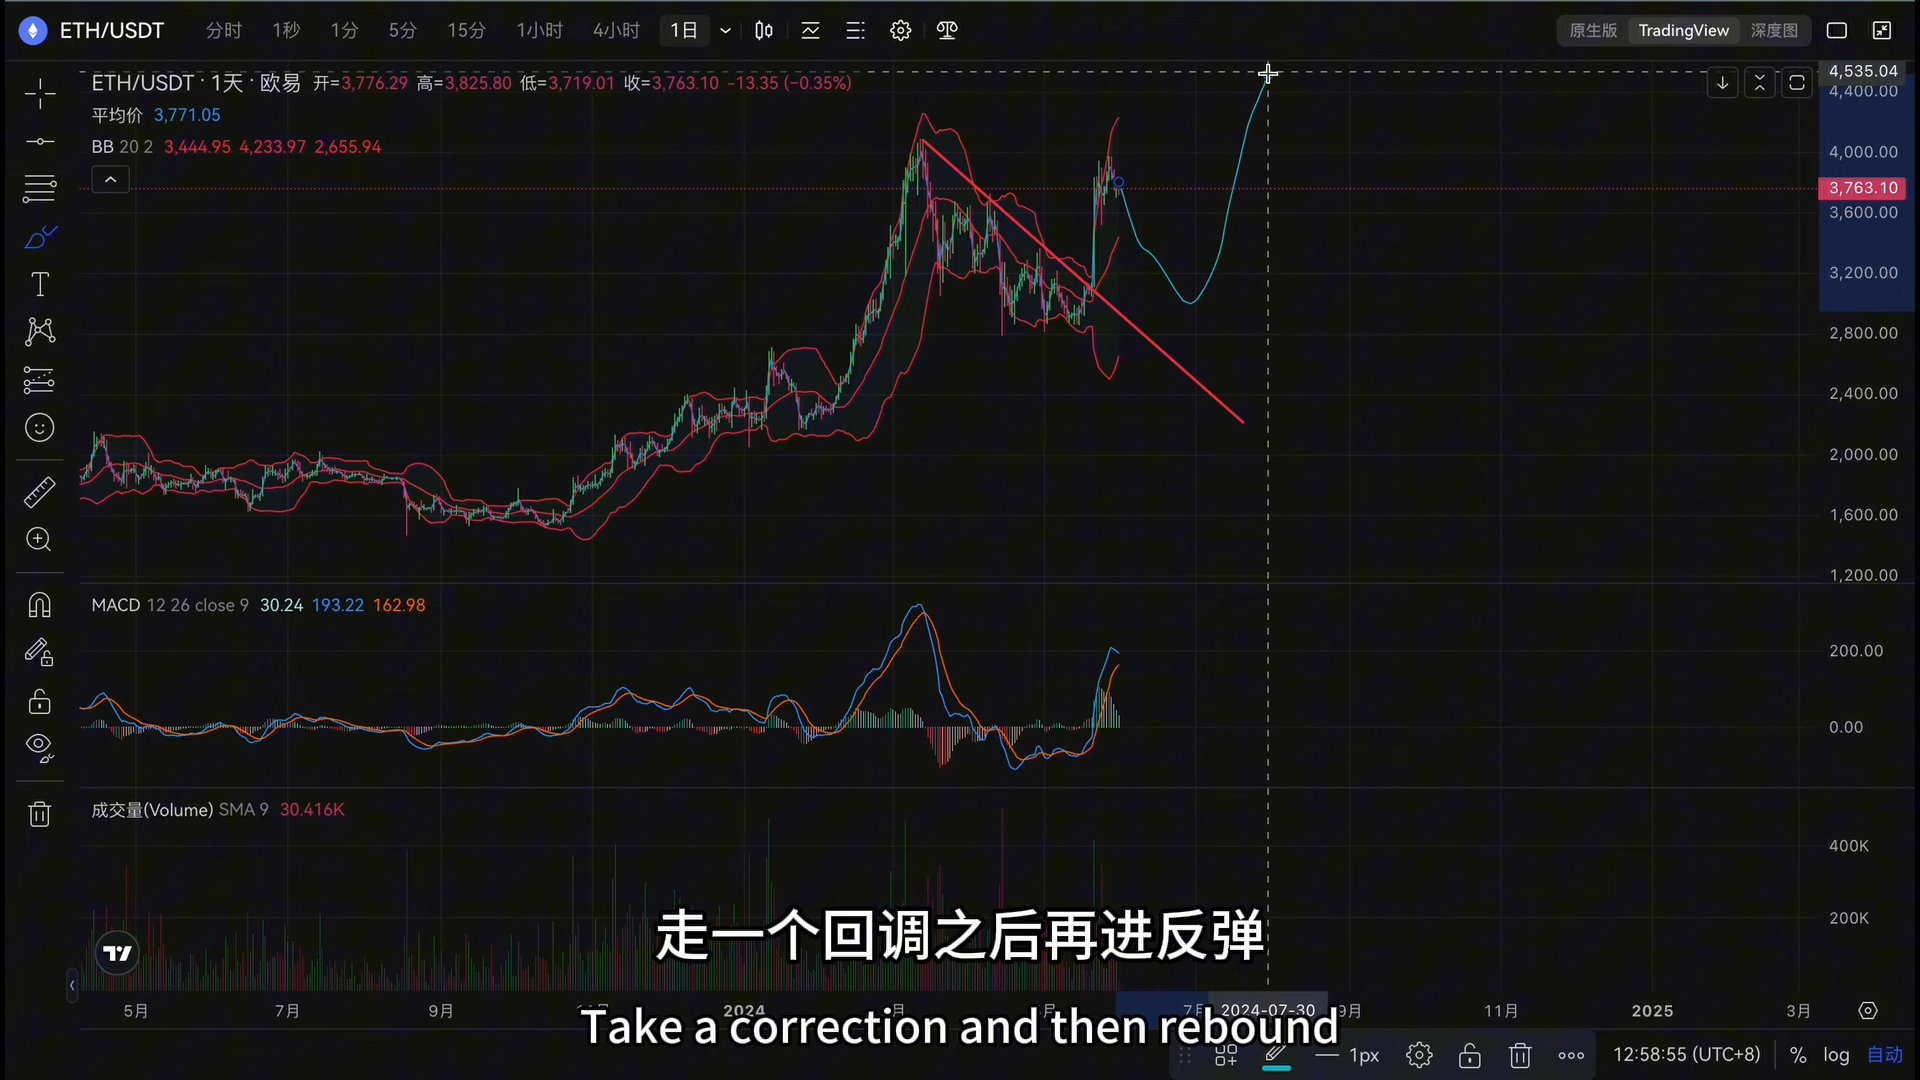 ETH/USDT 分时 1秒 1分 5分 15分 1小时 4小时 1日 原生版 TradingView 深度图
ETH/USDT · 1天 · 欧易 开=3,776.29 高=3,825.80 低=3,719.01 收=3,763.10 −13.35 (−0.35%)
平均价 3,771.05
BB 20 2 3,444.95 4,233.97 2,655.94
4,535.04
4,400.00
4,000.00
3,763.10
3,600.00
3,200.00
2,800.00
2,400.00
2,000.00
1,600.00
1,200.00
MACD 12 26 close 9 30.24 193.22 162.98
200.00
0.00
成交量(Volume) SMA 9 30.416K
400K
200K
走一个回调之后再进反弹
5月 7月 9月 2024 2024-07-30 11月 2025 3月
Take a correction and then rebound
1px 12:58:55 (UTC+8) % log 自动